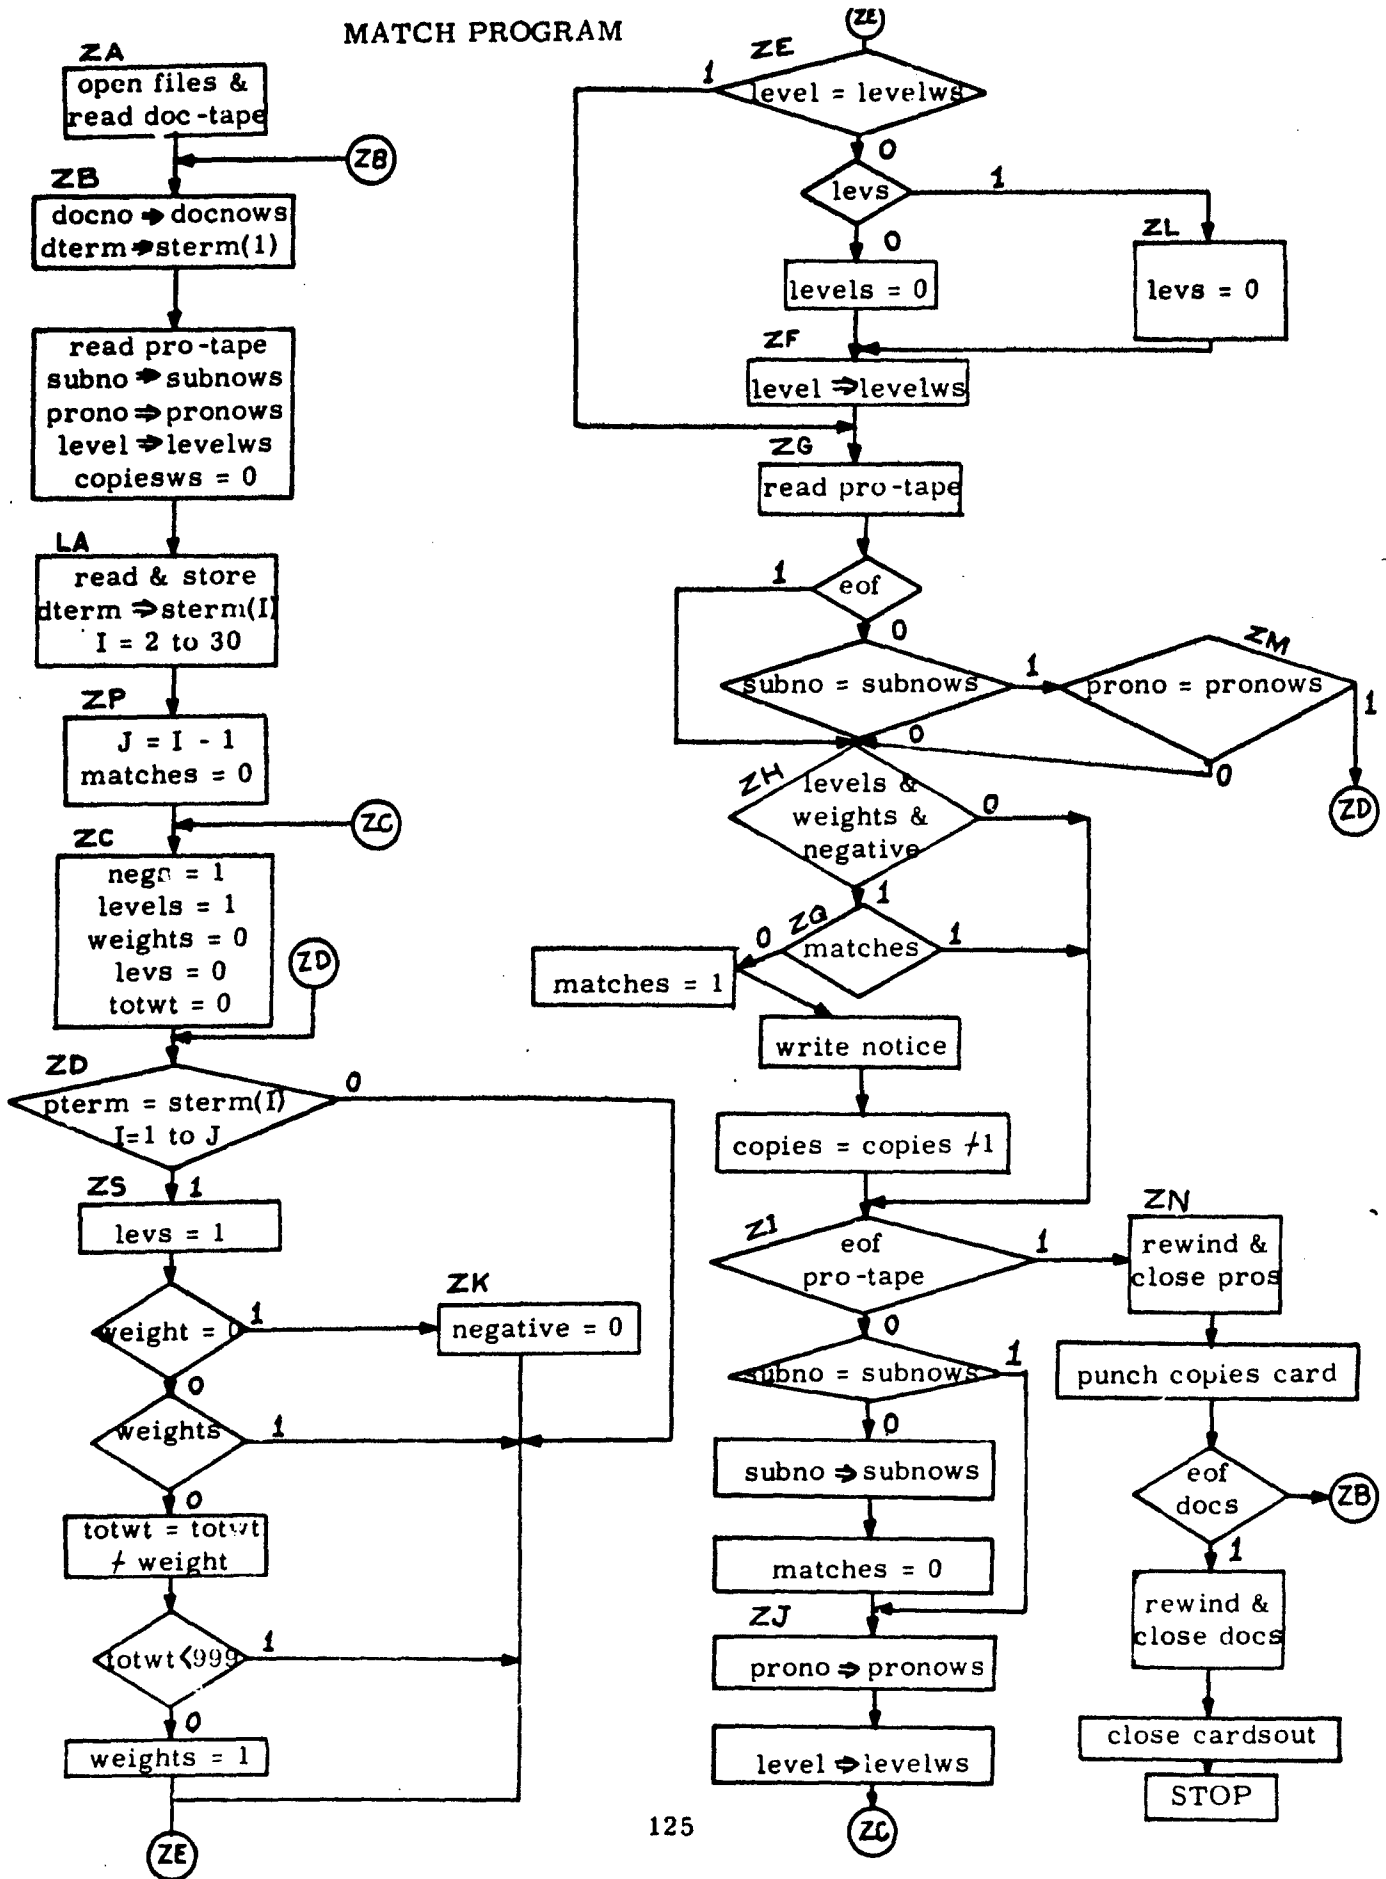 MATCH PROGRAM
ZA
open files &
read doc-tape
ZB
ZB
docno ⇒ docnows
dterm ⇒ sterm(1)
read pro-tape
subno ⇒ subnows
prono ⇒ pronows
level ⇒ levelws
copiesws = 0
LA
read & store
dterm ⇒ sterm(I)
I = 2 to 30
ZP
J = I - 1
matches = 0
ZC
ZC
negn = 1
levels = 1
weights = 0
levs = 0
totwt = 0
ZD
ZD
pterm = sterm(I)
I=1 to J
0
1
ZS
levs = 1
weight = 0
1
ZK
negative = 0
0
weights
1
0
totwt = totwt
+ weight
totwt < 999
1
0
weights = 1
ZE
ZE
ZE
level = levelws
1
0
levs
1
0
levels = 0
ZL
levs = 0
ZF
level ⇒ levelws
ZG
read pro-tape
eof
1
0
subno = subnows
1
0
ZM
prono = pronows
1
0
ZD
ZH
levels &
weights &
negative
0
1
ZQ
matches
0
1
matches = 1
write notice
copies = copies +1
ZI
eof
pro-tape
1
0
subno = subnows
1
0
subno ⇒ subnows
matches = 0
ZJ
prono ⇒ pronows
level ⇒ levelws
ZC
ZN
rewind &
close pros
punch copies card
eof
docs
ZB
1
rewind &
close docs
close cardsout
STOP
125